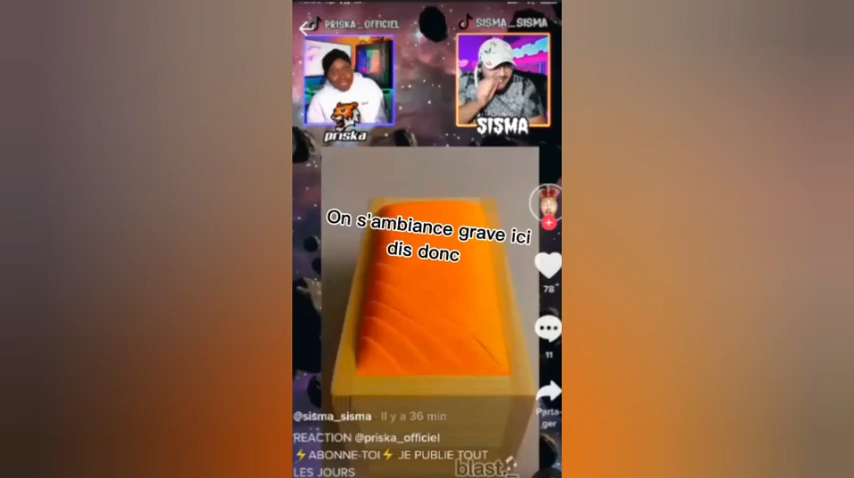 PRISKA_OFFICIEL
SISMA_SISMA
priska
SISMA
On s'ambiance grave ici
dis donc
78
11
Parta-
ger
@sisma_sisma · Il y a 36 min
REACTION @priska_officiel
⚡ABONNE-TOI⚡ JE PUBLIE TOUT
LES JOURS
blast._